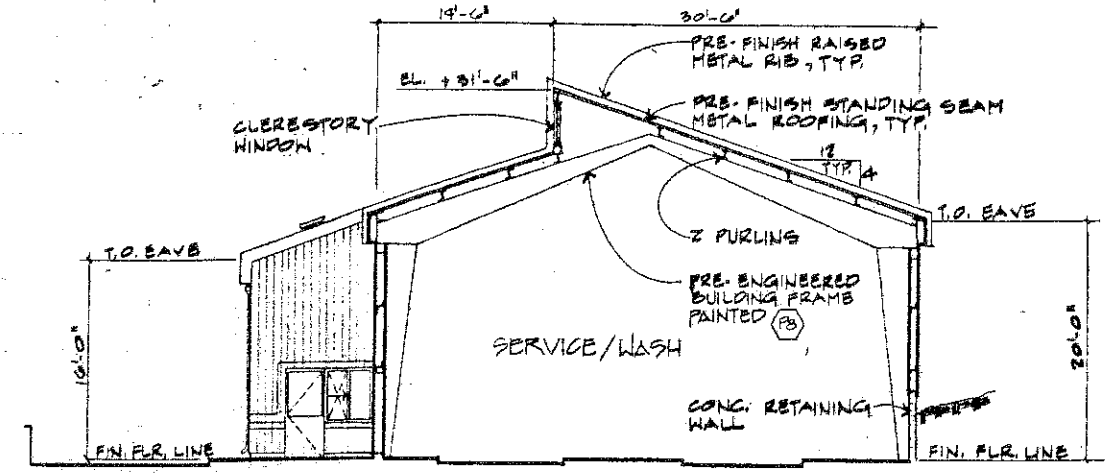 14'-6"
30'-6"
PRE-FINISH RAISED
METAL RIB, TYP.
EL. +31'-6"
PRE-FINISH STANDING SEAM
METAL ROOFING, TYP.
CLERESTORY
WINDOW
12
TYP.
4
T.O. EAVE
T.O. EAVE
Z PURLINS
PRE-ENGINEERED
BUILDING FRAME
PAINTED P8
SERVICE/WASH
16'-0"
20'-0"
CONC. RETAINING
WALL
FIN. FLR. LINE
FIN. FLR. LINE